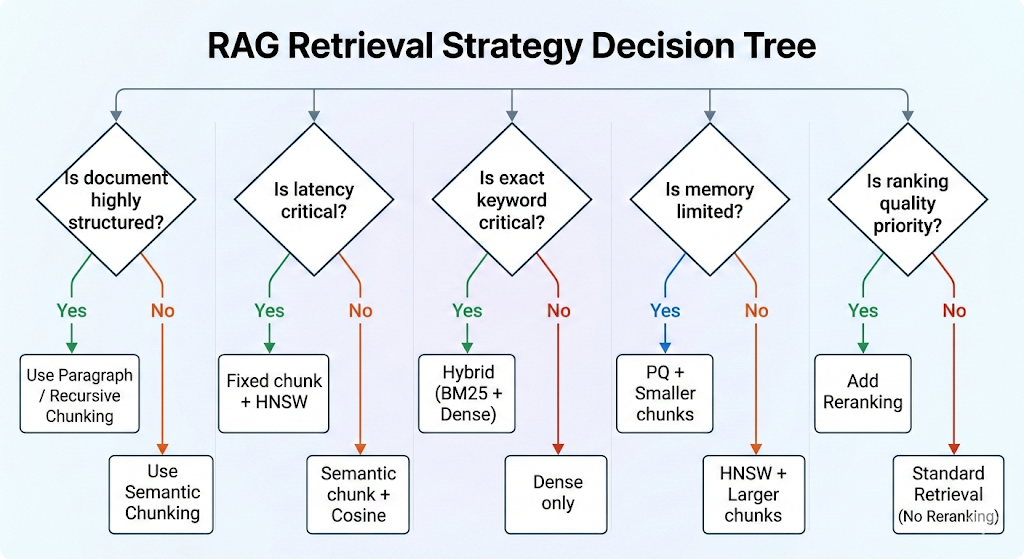 RAG Retrieval Strategy Decision Tree
Is document
highly
structured?
Yes
No
Use Paragraph
/ Recursive
Chunking
Use
Semantic
Chunking
Is latency
critical?
Yes
No
Fixed chunk
+ HNSW
Semantic
chunk +
Cosine
Is exact
keyword
critical?
Yes
No
Hybrid
(BM25 +
Dense)
Dense
only
Is memory
limited?
Yes
No
PQ +
Smaller
chunks
HNSW +
Larger
chunks
Is ranking
quality
priority?
Yes
No
Add
Reranking
Standard
Retrieval
(No Reranking)